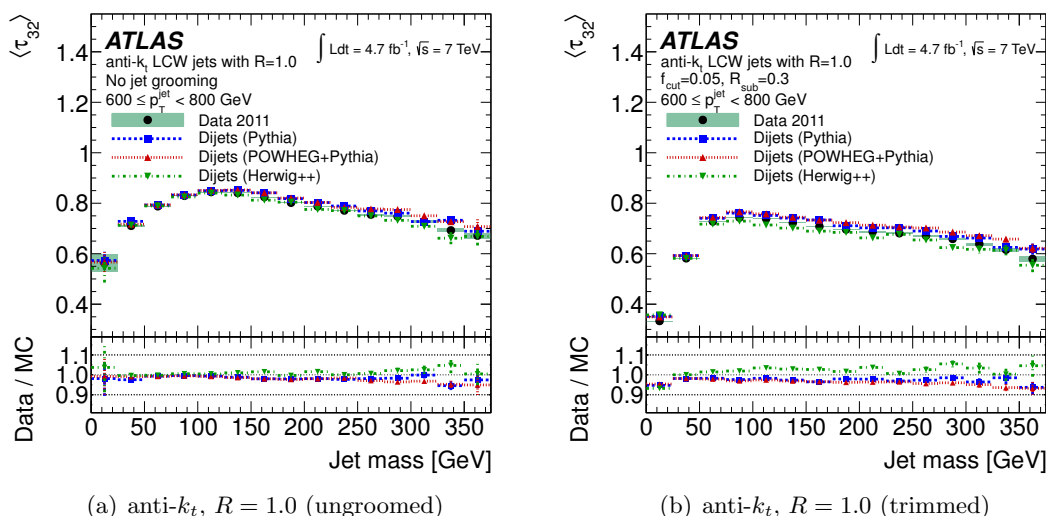 ⟨τ32⟩
ATLAS
∫ Ldt = 4.7 fb-1, √s = 7 TeV
anti-kt LCW jets with R=1.0
No jet grooming
600 ≤ pTjet < 800 GeV
Data 2011
Dijets (Pythia)
Dijets (POWHEG+Pythia)
Dijets (Herwig++)
1.4
1.2
1
0.8
0.6
0.4
Data / MC
1.1
1.0
0.9
0 50 100 150 200 250 300 350
Jet mass [GeV]
(a) anti-kt, R = 1.0 (ungroomed)
⟨τ32⟩
ATLAS
∫ Ldt = 4.7 fb-1, √s = 7 TeV
anti-kt LCW jets with R=1.0
fcut=0.05, Rsub=0.3
600 ≤ pTjet < 800 GeV
Data 2011
Dijets (Pythia)
Dijets (POWHEG+Pythia)
Dijets (Herwig++)
1.4
1.2
1
0.8
0.6
0.4
Data / MC
1.1
1.0
0.9
0 50 100 150 200 250 300 350
Jet mass [GeV]
(b) anti-kt, R = 1.0 (trimmed)